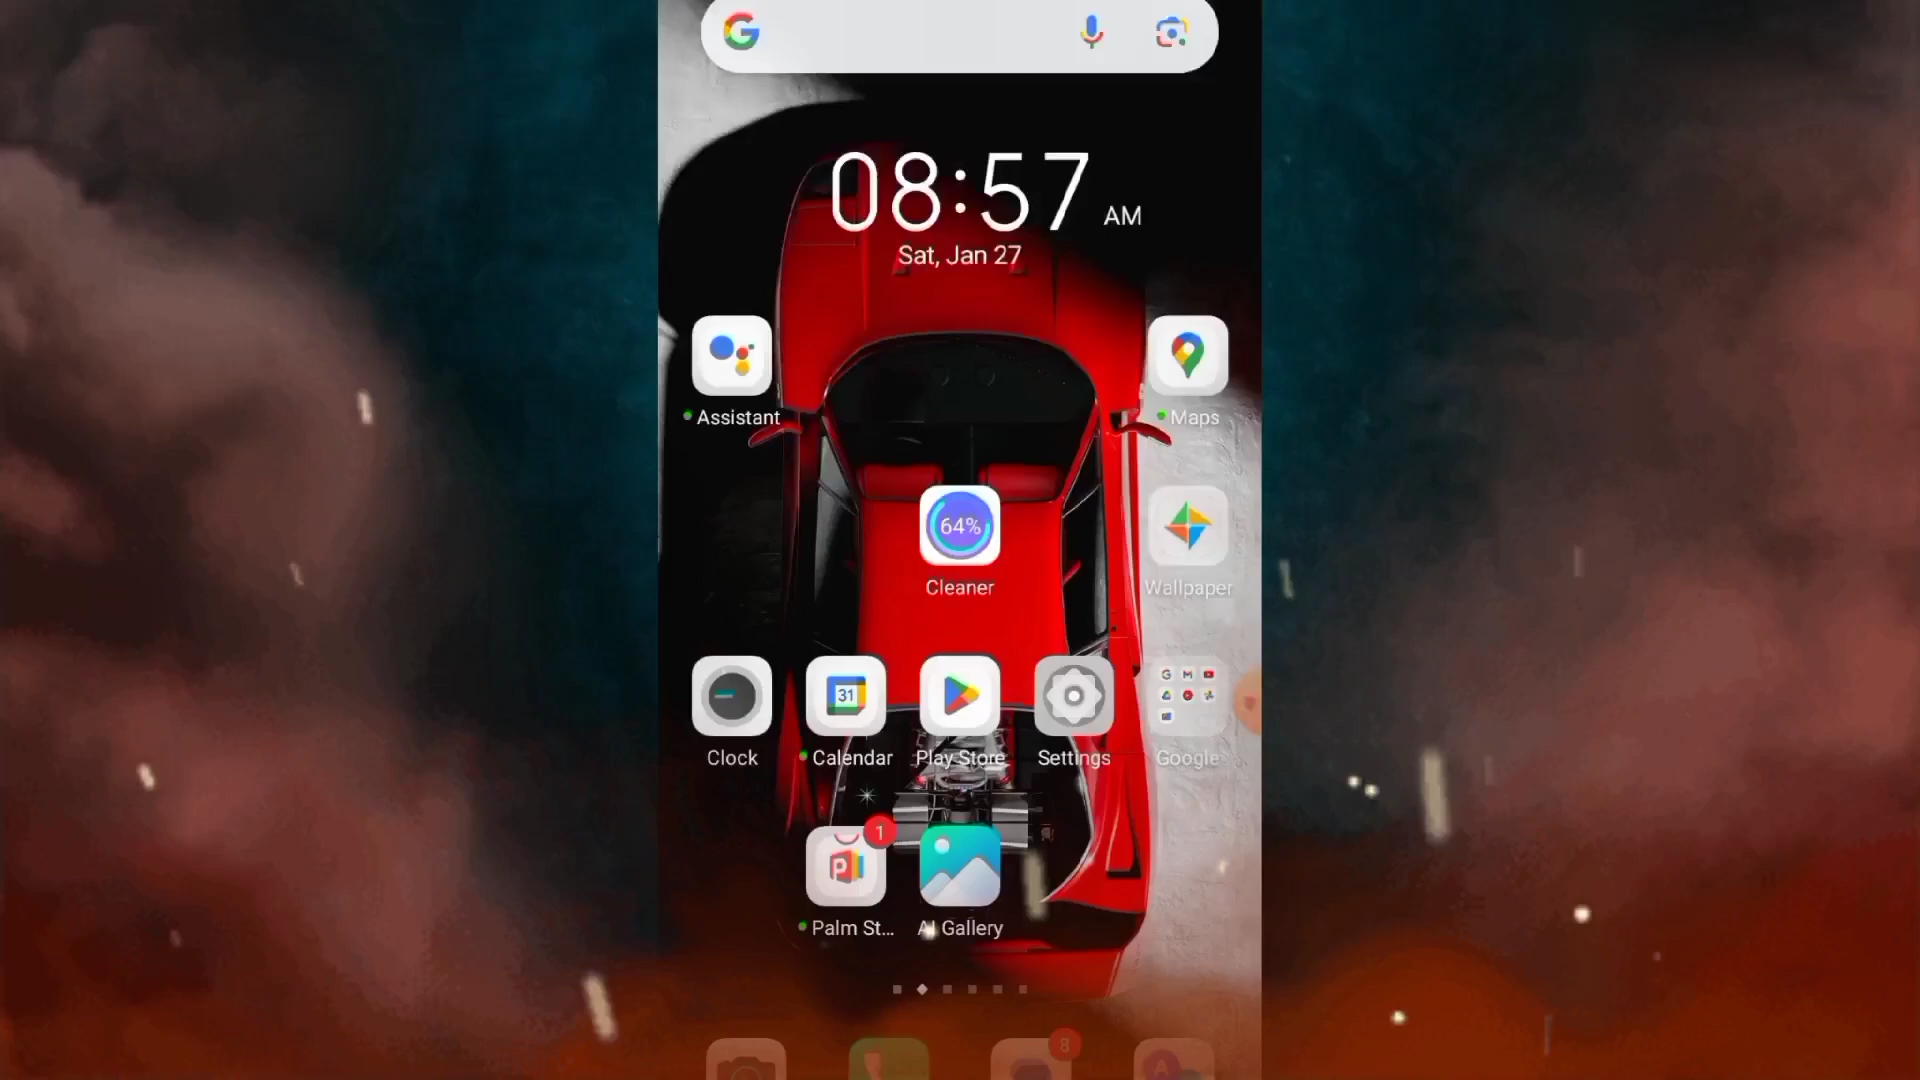 08:57 AM
Sat, Jan 27
Assistant
Maps
64%
Cleaner
Wallpaper
31
Clock
Calendar
Play Store
Settings
Google
1
Palm St...
AI Gallery
8